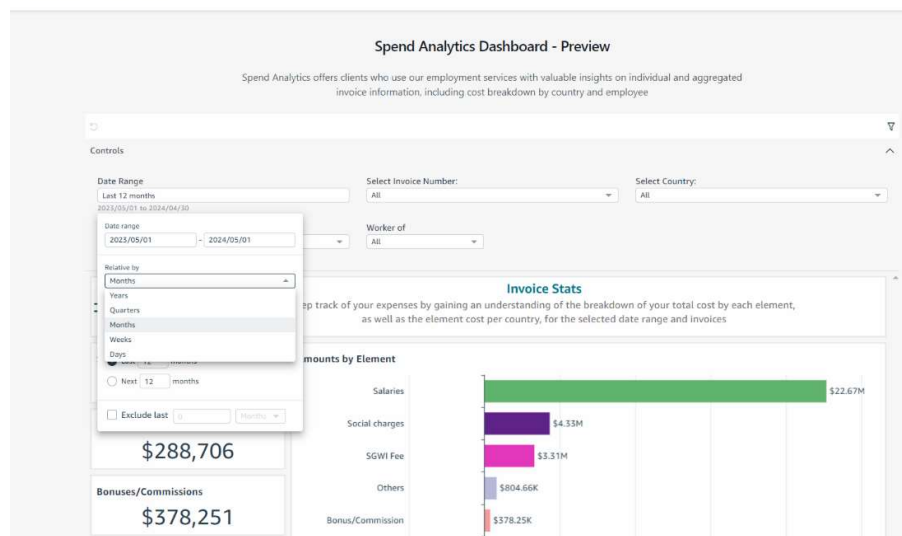 Spend Analytics Dashboard - Preview
Spend Analytics offers clients who use our employment services with valuable insights on individual and aggregated
invoice information, including cost breakdown by country and employee
Controls
Date Range
Last 12 months
2023/05/01 to 2024/04/30
Select Invoice Number:
All
Select Country:
All
Worker of
All
Date range
2023/05/01 - 2024/05/01
Relative by
Months
Years
Quarters
Months
Weeks
Days
12
Next 12 months
Exclude last 0 Months
$288,706
Bonuses/Commissions
$378,251
Invoice Stats
ep track of your expenses by gaining an understanding of the breakdown of your total cost by each element,
as well as the element cost per country, for the selected date range and invoices
mounts by Element
Salaries $22.67M
Social charges $4.33M
SGWI Fee $3.31M
Others $804.66K
Bonus/Commission $378.25K